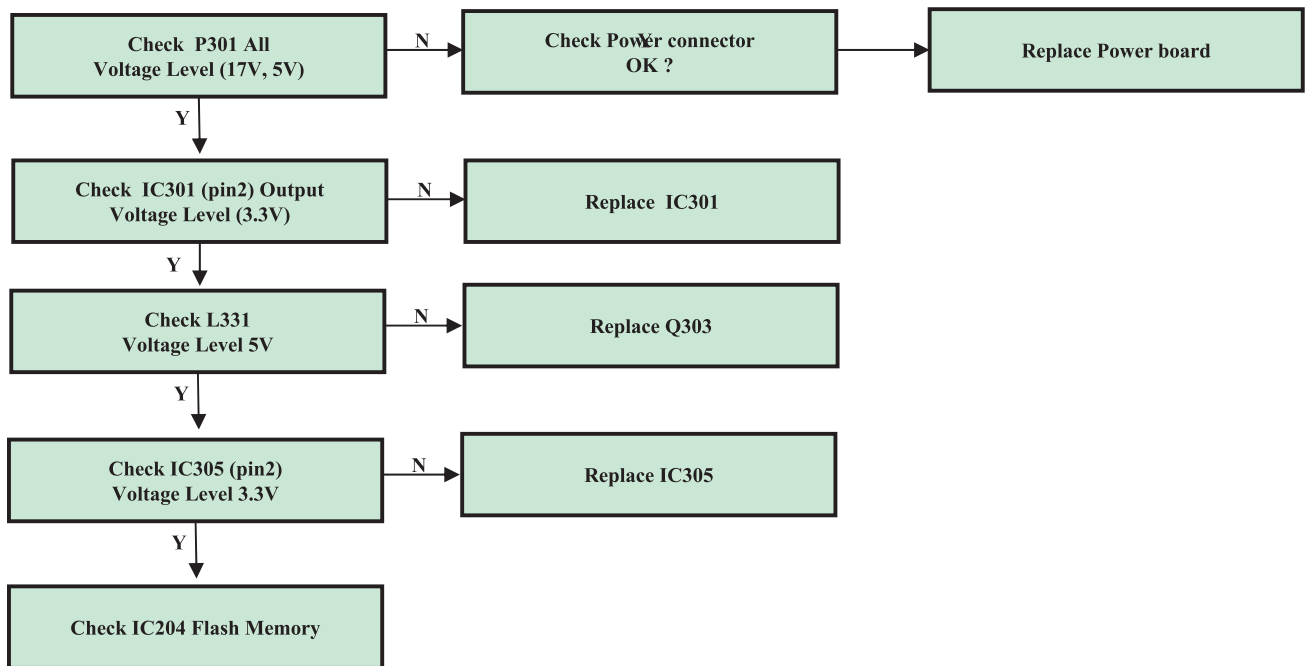 Check P301 All
Voltage Level (17V, 5V)
N
Check Power connector
OK ?
Y
Replace Power board
Y
Check IC301 (pin2) Output
Voltage Level (3.3V)
N
Replace IC301
Y
Check L331
Voltage Level 5V
N
Replace Q303
Y
Check IC305 (pin2)
Voltage Level 3.3V
N
Replace IC305
Y
Check IC204 Flash Memory